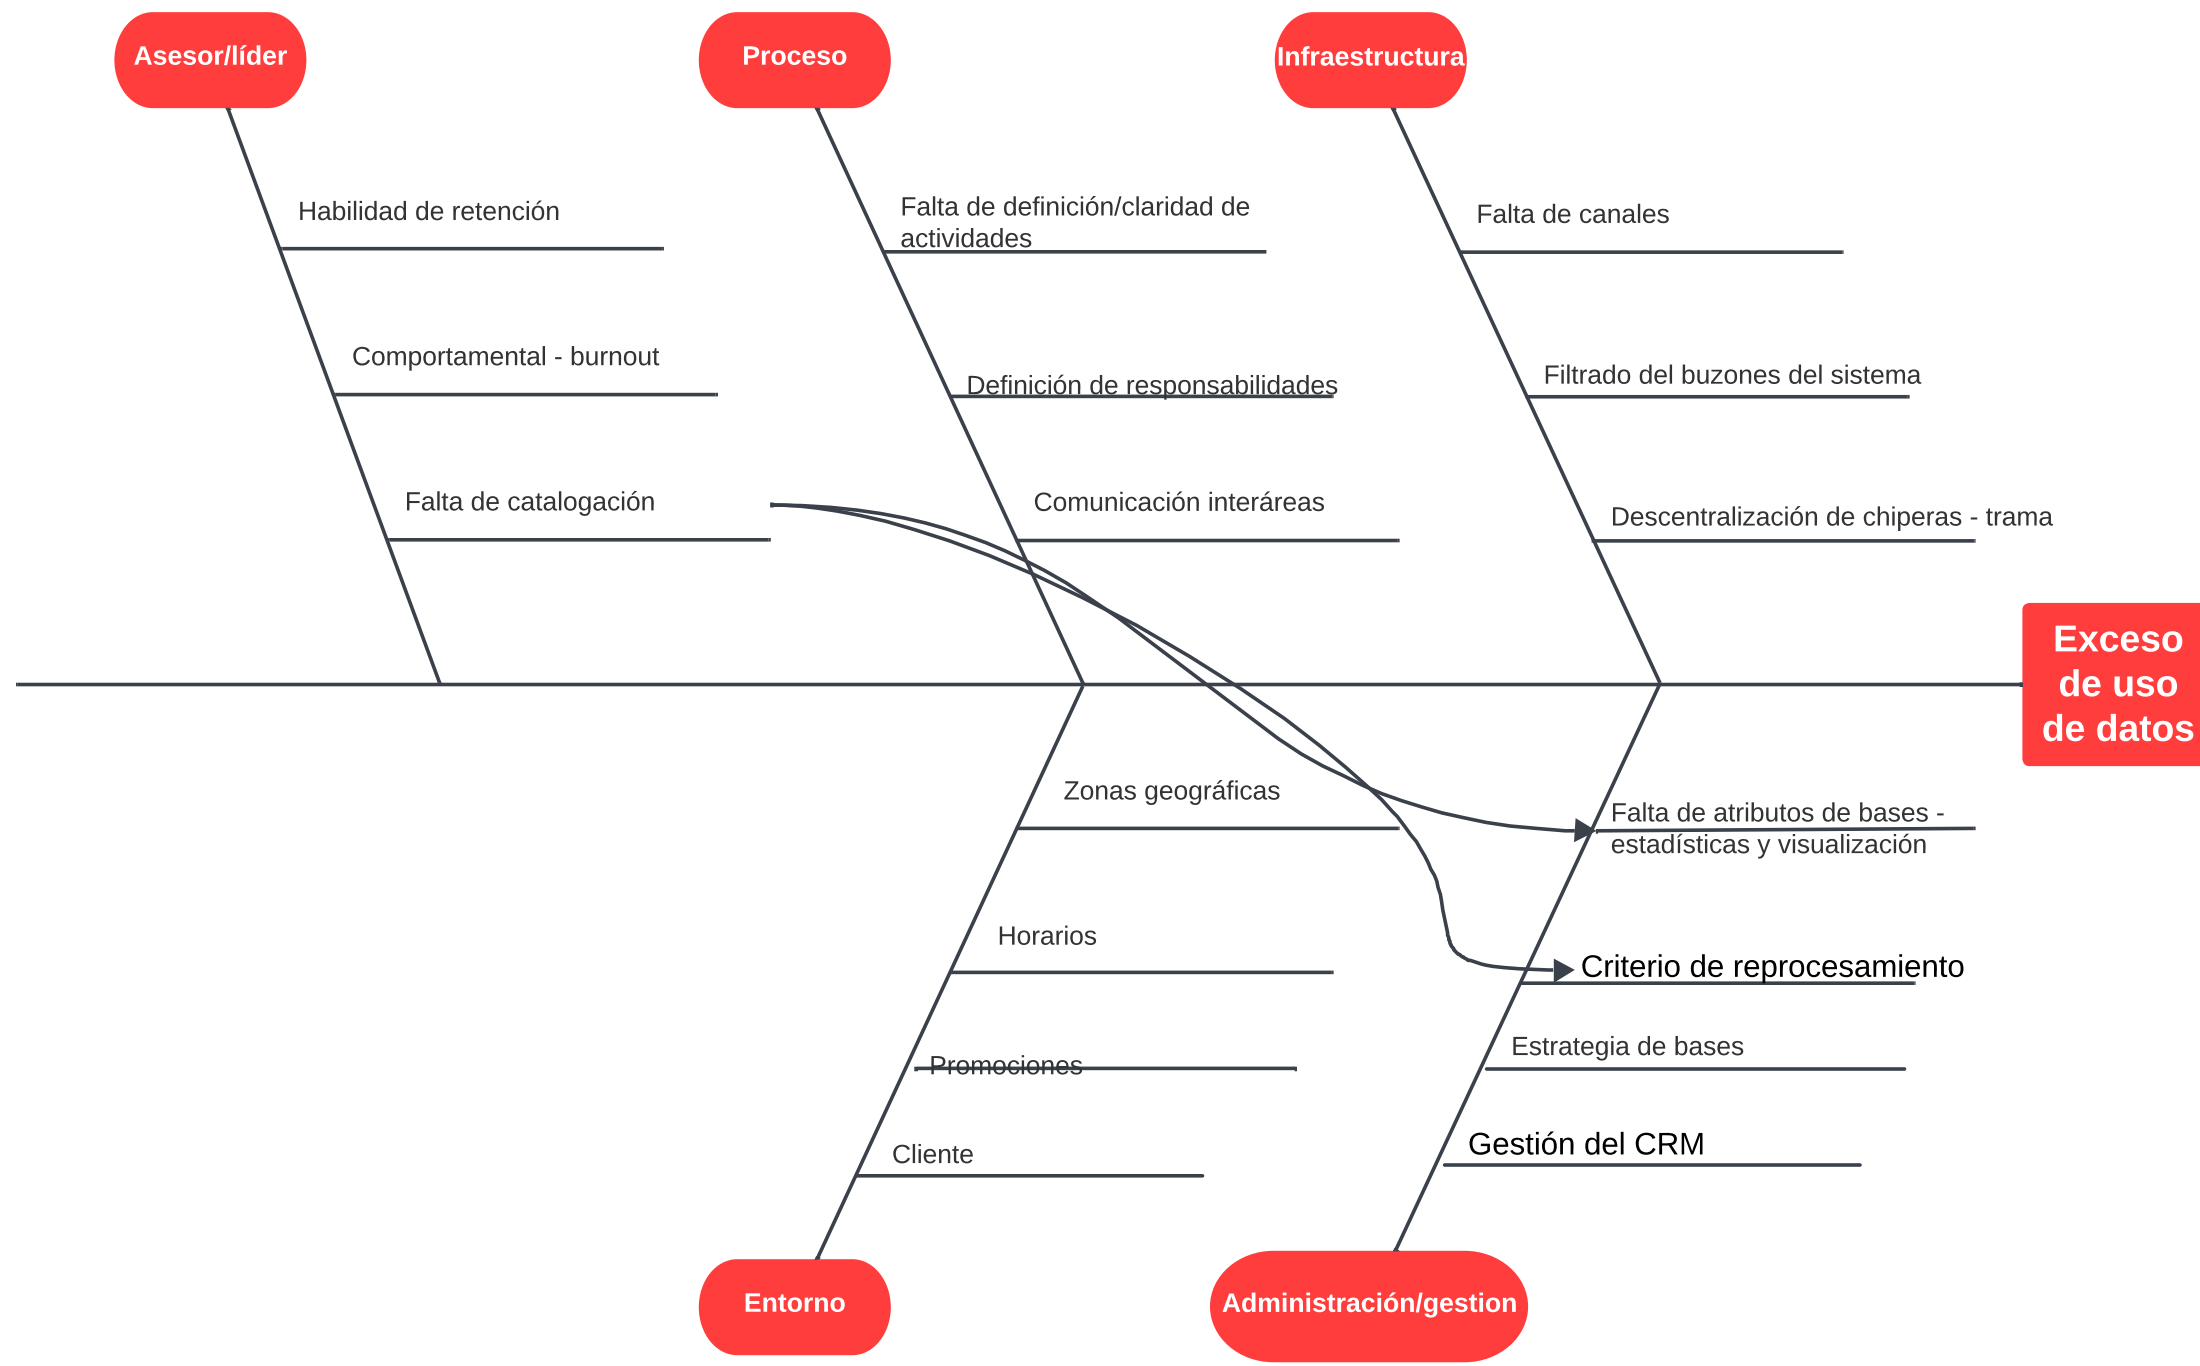 Asesor/líder
Proceso
Infraestructura
Habilidad de retención
Falta de definición/claridad de
actividades
Falta de canales
Comportamental - burnout
Definición de responsabilidades
Filtrado del buzones del sistema
Falta de catalogación
Comunicación interáreas
Descentralización de chiperas - trama
Exceso
de uso
de datos
Zonas geográficas
Falta de atributos de bases -
estadísticas y visualización
Horarios
Criterio de reprocesamiento
Promociones
Estrategia de bases
Cliente
Gestión del CRM
Entorno
Administración/gestion